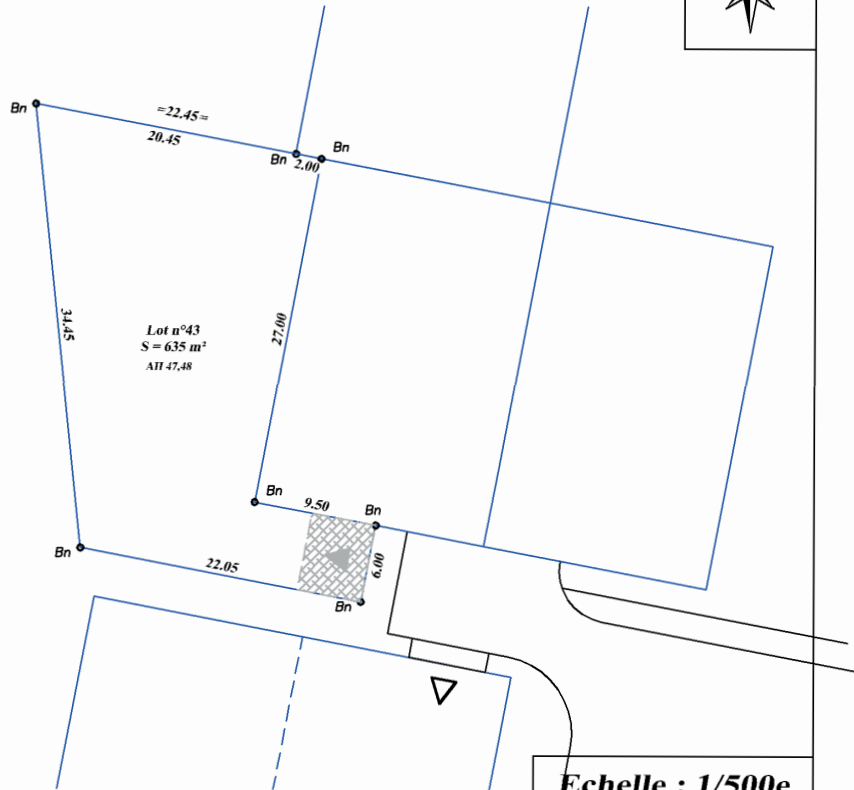 Bn
=22.45=
20.45
Bn
2.00
Bn
34.45
27.00
Lot n°43
S = 635 m²
AH 47,48
Bn
9.50
Bn
6.00
Bn
22.05
Bn
Echelle : 1/500e